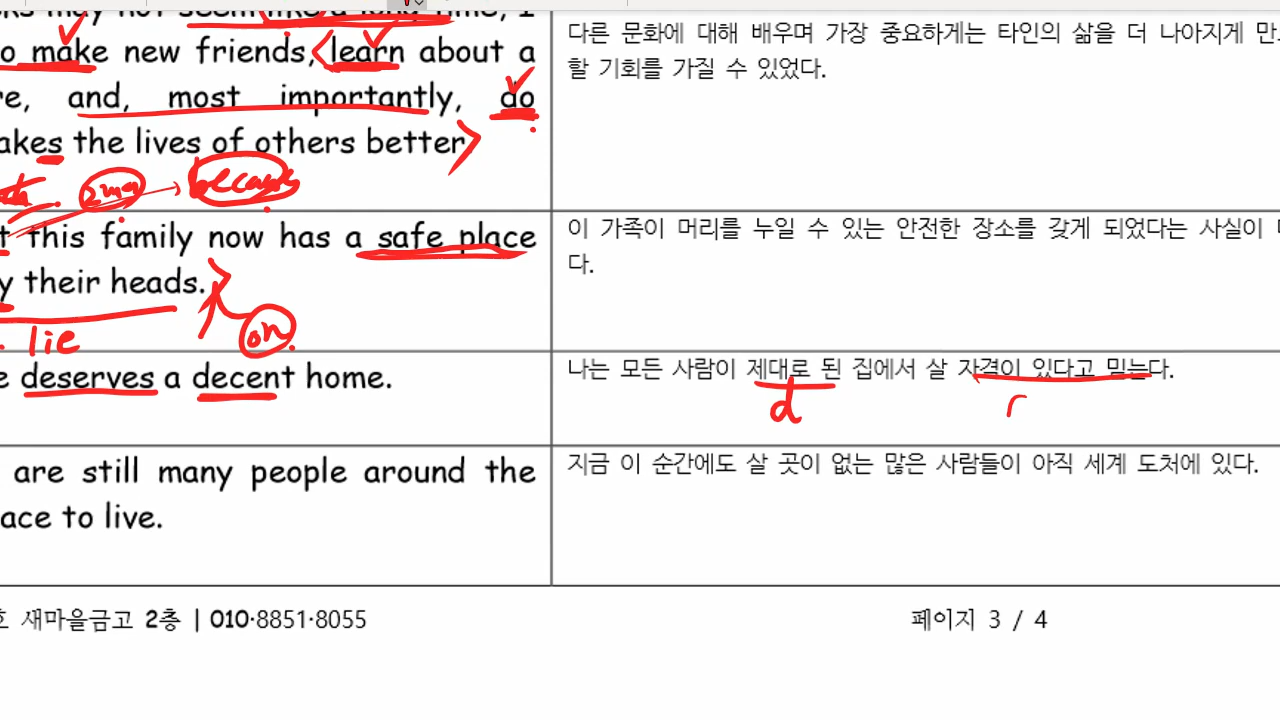 may not seem like a long time, I
make new friends, learn about a
and, most importantly, do
the lives of others better
2man → because
this family now has a safe place
their heads.
lie
on
deserves a decent home.
are still many people around the
to live.
다른 문화에 대해 배우며 가장 중요하게는 타인의 삶을 더 나아지게
할 기회를 가질 수 있었다.
이 가족이 머리를 누일 수 있는 안전한 장소를 갖게 되었다는 사실이
다.
나는 모든 사람이 제대로 된 집에서 살 자격이 있다고 믿는다.
d
r
지금 이 순간에도 살 곳이 없는 많은 사람들이 아직 세계 도처에 있다.
새마을금고 2층 | 010·8851·8055
페이지 3 / 4